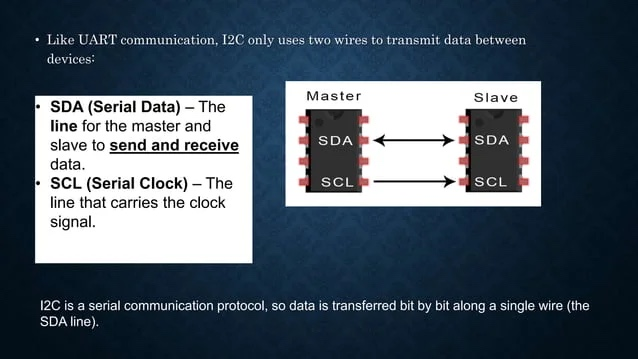 • Like UART communication, I2C only uses two wires to transmit data between
devices:
• SDA (Serial Data) – The
line for the master and
slave to send and receive
data.
• SCL (Serial Clock) – The
line that carries the clock
signal.
Master Slave
SDA SDA
SCL SCL
I2C is a serial communication protocol, so data is transferred bit by bit along a single wire (the
SDA line).